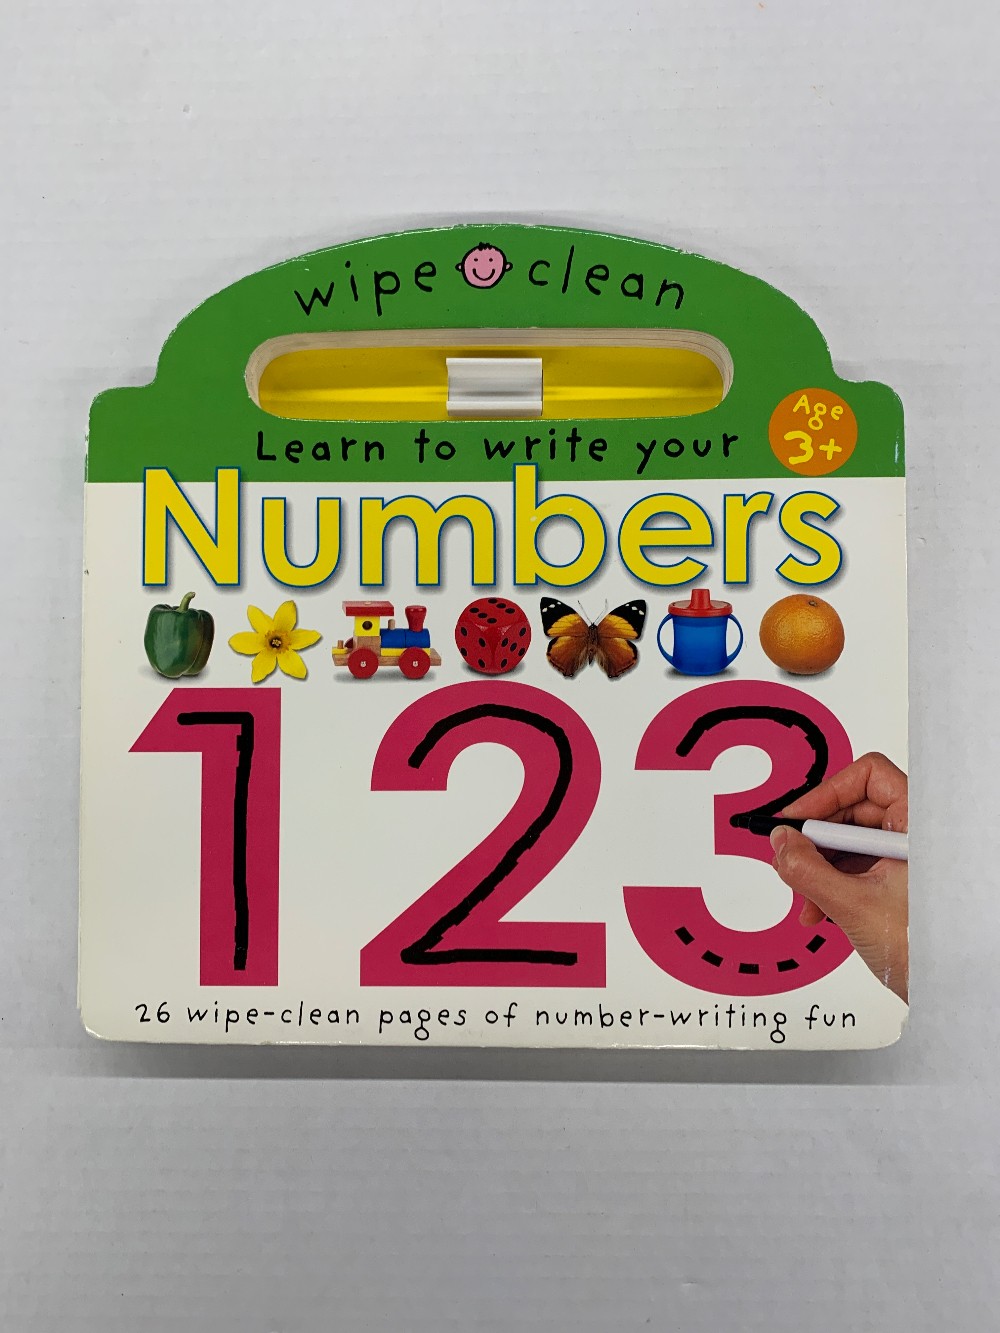 wipe clean
Learn to write your
Age
3+
Numbers
123
26 wipe-clean pages of number-writing fun